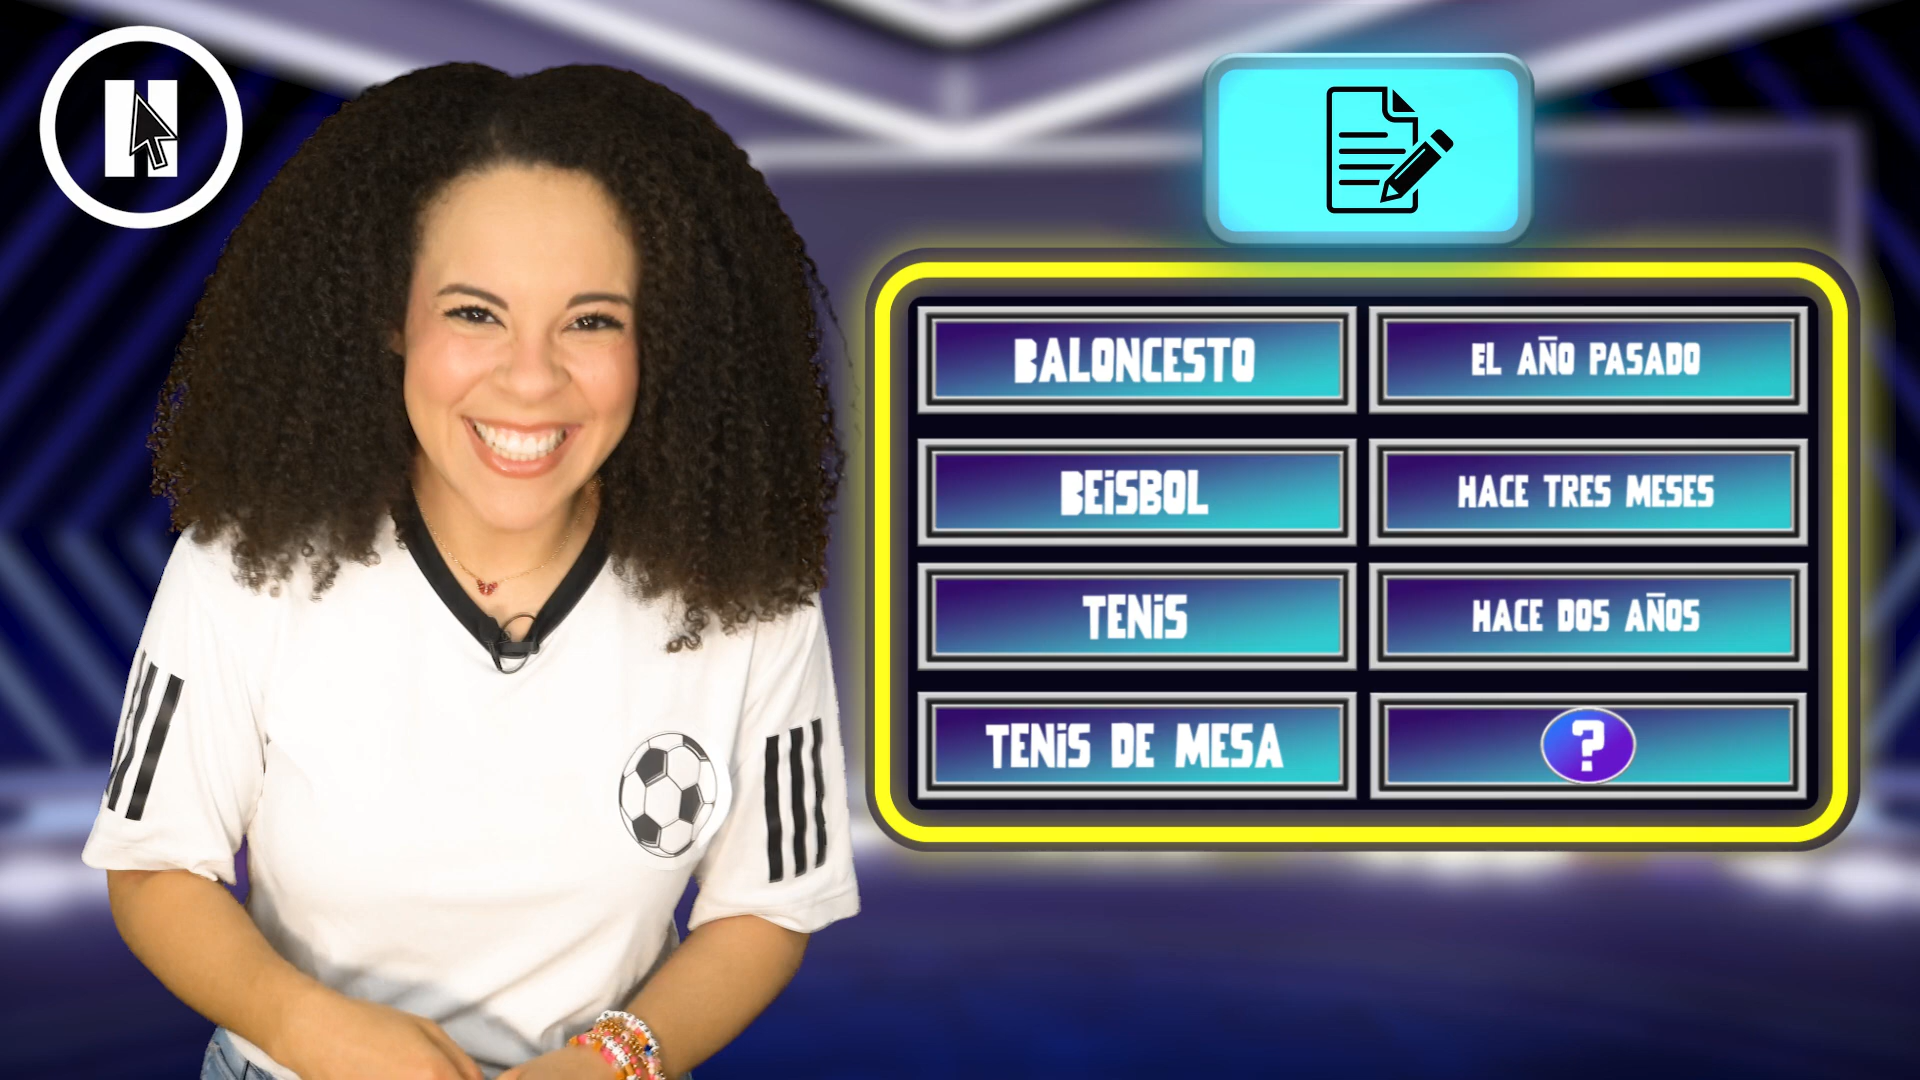 H
BALONCESTO
EL AÑO PASADO
BEiSBOL
HACE TRES MESES
TENiS
HACE DOS AÑOS
TENiS DE MESA
?